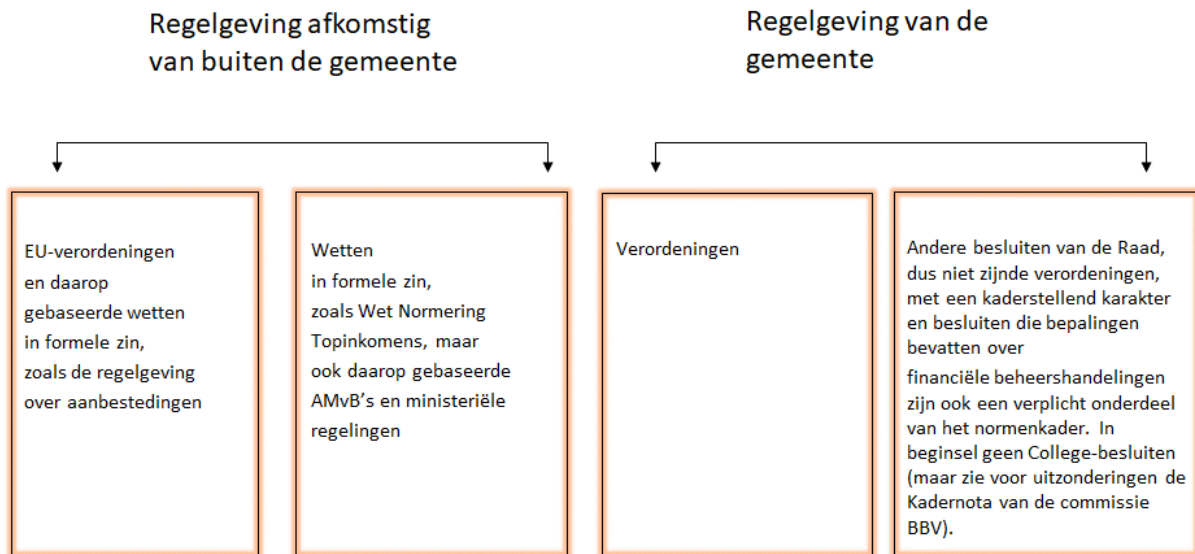 Regelgeving afkomstig
van buiten de gemeente
Regelgeving van de
gemeente
EU-verordeningen
en daarop
gebaseerde wetten
in formele zin,
zoals de regelgeving
over aanbestedingen
Wetten
in formele zin,
zoals Wet Normering
Topinkomens, maar
ook daarop gebaseerde
AMvB’s en ministeriële
regelingen
Verordeningen
Andere besluiten van de Raad,
dus niet zijnde verordeningen,
met een kaderstellend karakter
en besluiten die bepalingen
bevatten over
financiële beheershandelingen
zijn ook een verplicht onderdeel
van het normenkader. In
beginsel geen College-besluiten
(maar zie voor uitzonderingen de
Kadernota van de commissie
BBV).